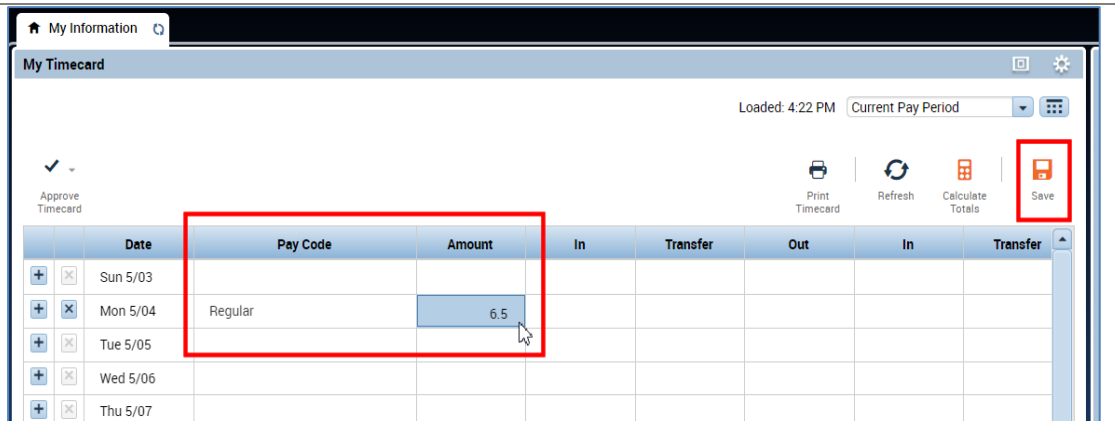 My Information
My Timecard
Loaded: 4:22 PM Current Pay Period
Approve Timecard
Print Timecard
Refresh
Calculate Totals
Save
Date Pay Code Amount In Transfer Out In Transfer
Sun 5/03
Mon 5/04 Regular 6.5
Tue 5/05
Wed 5/06
Thu 5/07